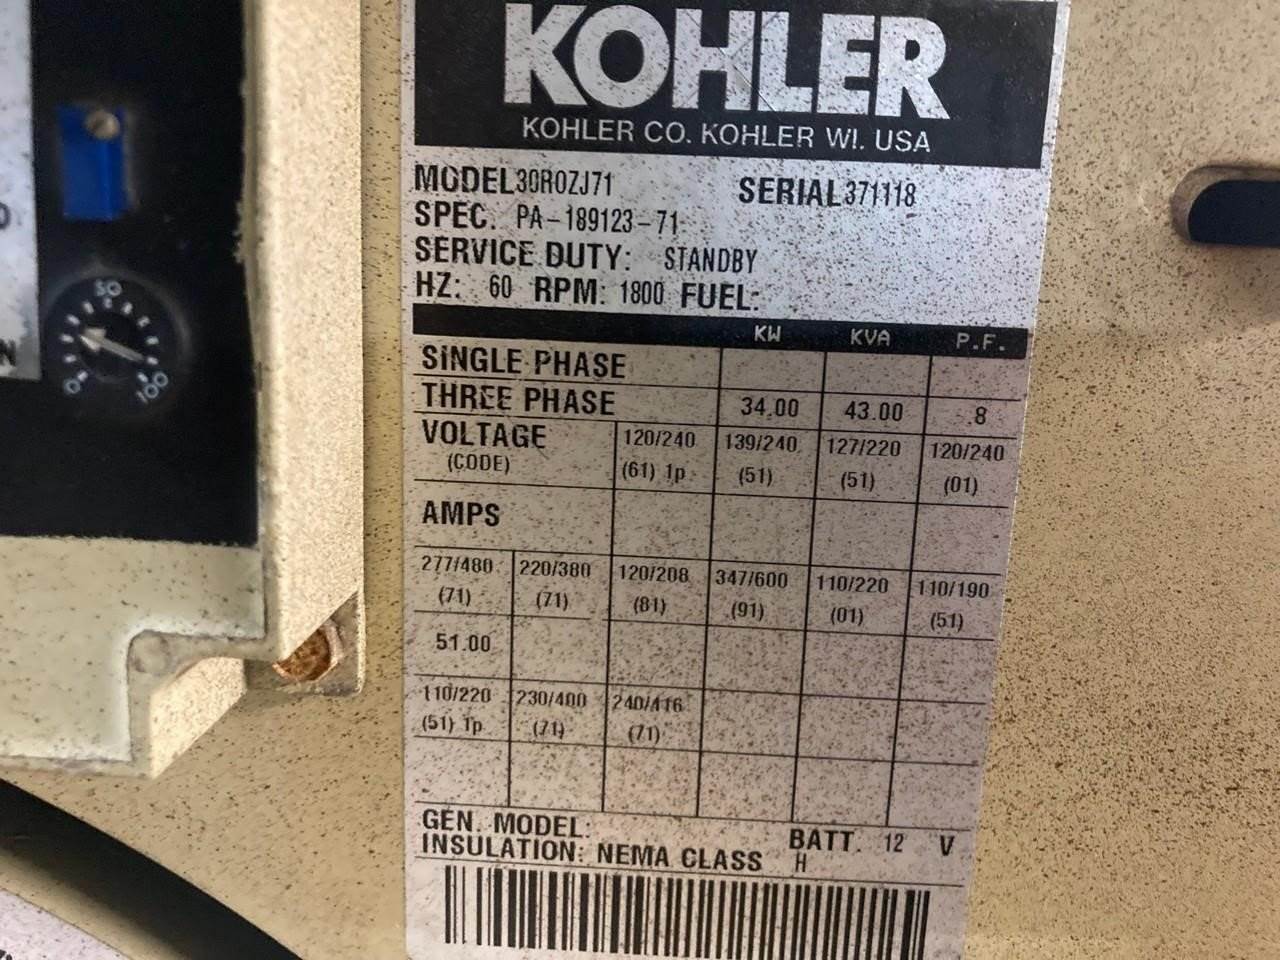 KOHLER
KOHLER CO. KOHLER WI. USA
MODEL 30ROZJ71 SERIAL 371118
SPEC. PA-189123-71
SERVICE DUTY: STANDBY
HZ: 60 RPM: 1800 FUEL:
KW KVA P.F.
SINGLE PHASE
THREE PHASE 34.00 43.00 .8
VOLTAGE 120/240 139/240 127/220 120/240
(CODE) (61) 1p (51) (51) (01)
AMPS
277/480 220/380 120/208 347/600 110/220 110/190
(71) (71) (81) (91) (01) (51)
51.00
110/220 230/400 240/416
(51) 1p (71) (71)
GEN. MODEL: BATT. 12 V
INSULATION: NEMA CLASS H
50
0
100
N